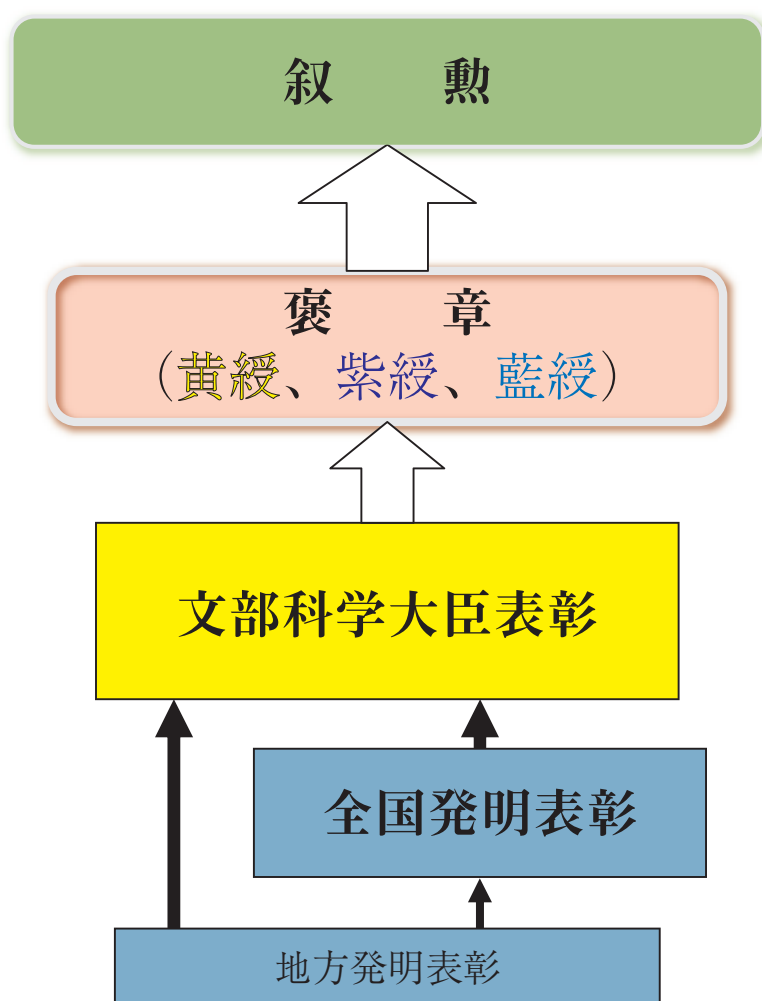 叙　勲
褒　章
（黄綬、紫綬、藍綬）
文部科学大臣表彰
全国発明表彰
地方発明表彰